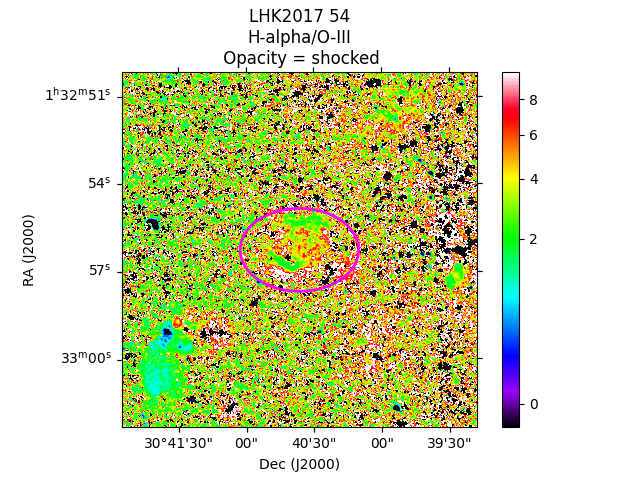 LHK2017 54
H-alpha/O-III
Opacity = shocked
1ʰ32ᵐ51ˢ
54ˢ
57ˢ
33ᵐ00ˢ
RA (J2000)
30°41'30" 00" 40'30" 00" 39'30"
Dec (J2000)
8
6
4
2
0